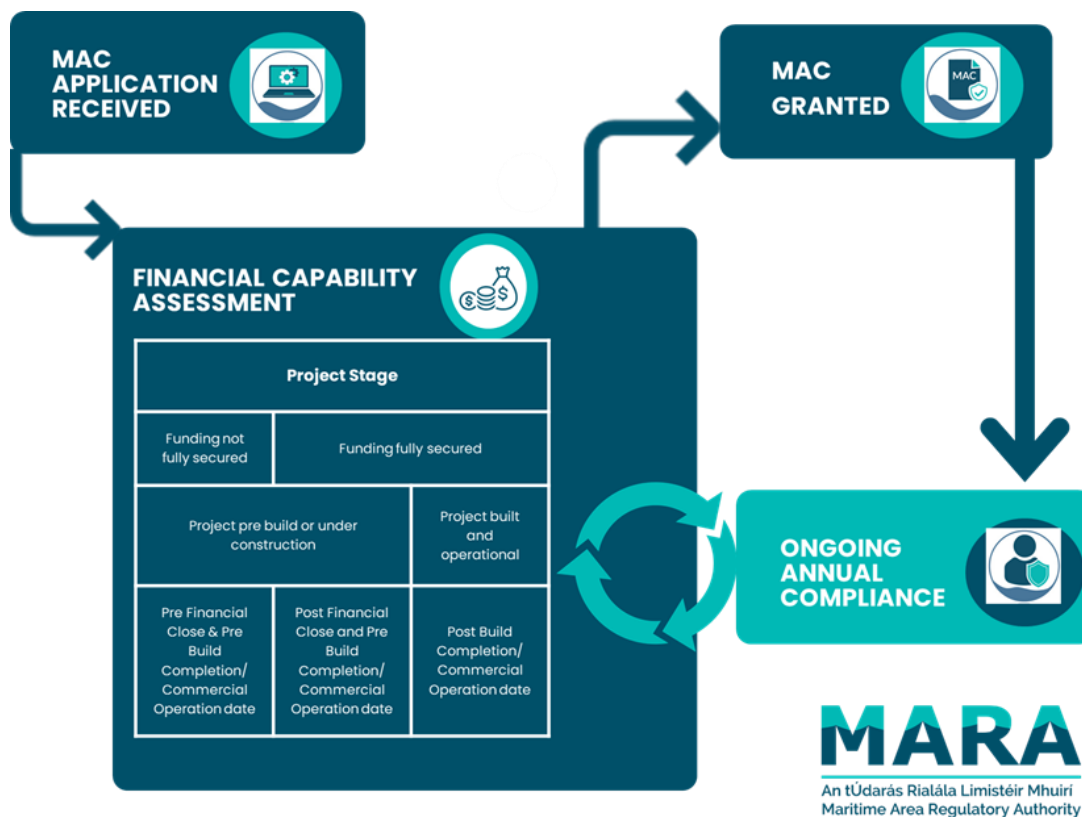 MAC
APPLICATION
RECEIVED
MAC
GRANTED
MAC
FINANCIAL CAPABILITY
ASSESSMENT
Project Stage
Funding not
fully secured
Funding fully secured
Project pre build or under
construction
Project built
and
operational
Pre Financial
Close & Pre
Build
Completion/
Commercial
Operation date
Post Financial
Close and Pre
Build
Completion/
Commercial
Operation date
Post Build
Completion/
Commercial
Operation date
ONGOING
ANNUAL
COMPLIANCE
MARA
An tÚdarás Rialála Limistéir Mhuirí
Maritime Area Regulatory Authority